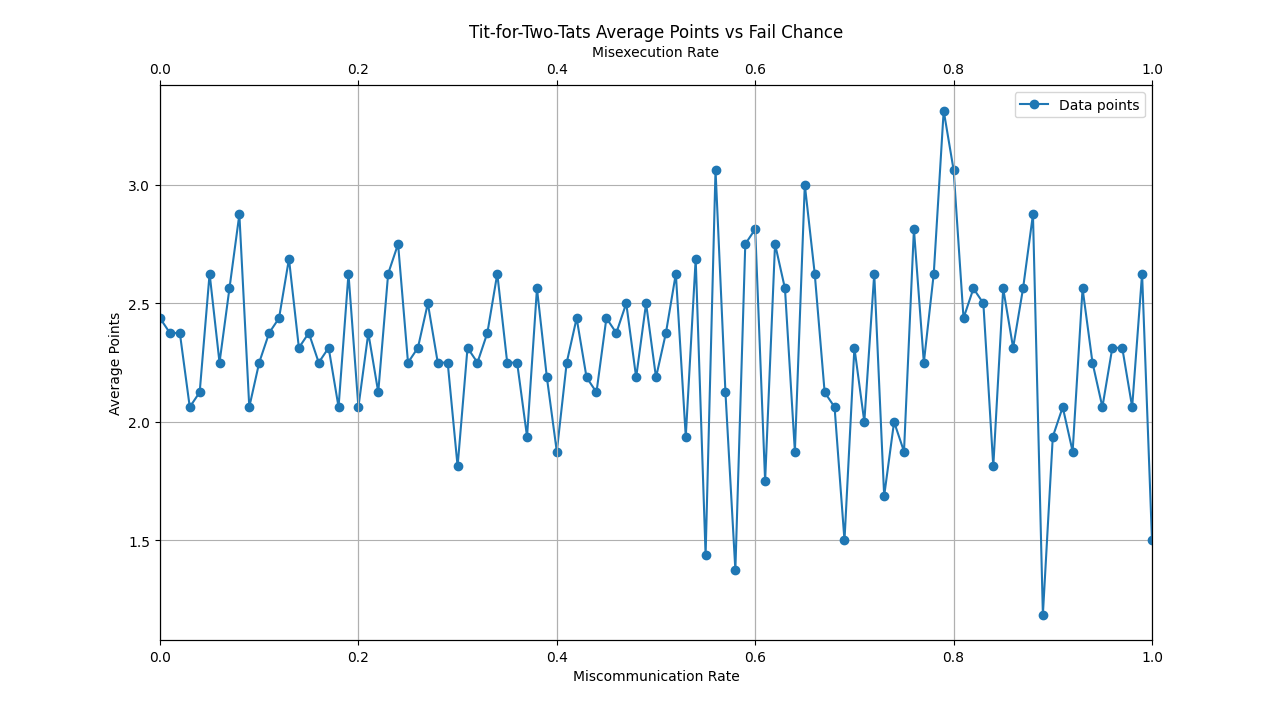 Tit-for-Two-Tats Average Points vs Fail Chance
Misexecution Rate
0.0 0.2 0.4 0.6 0.8 1.0
Data points
3.0
2.5
2.0
1.5
Average Points
0.0 0.2 0.4 0.6 0.8 1.0
Miscommunication Rate